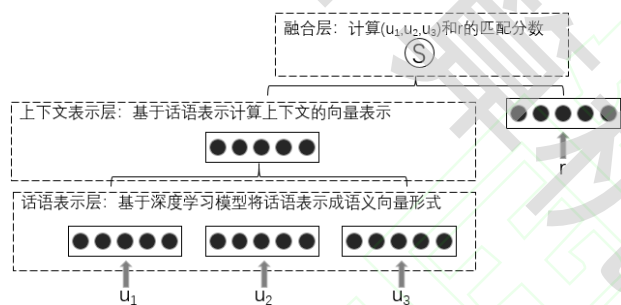 融合层：计算(u₁,u₂,u₃)和r的匹配分数
S
上下文表示层：基于话语表示计算上下文的向量表示
r
话语表示层：基于深度学习模型将话语表示成语义向量形式
u₁ u₂ u₃